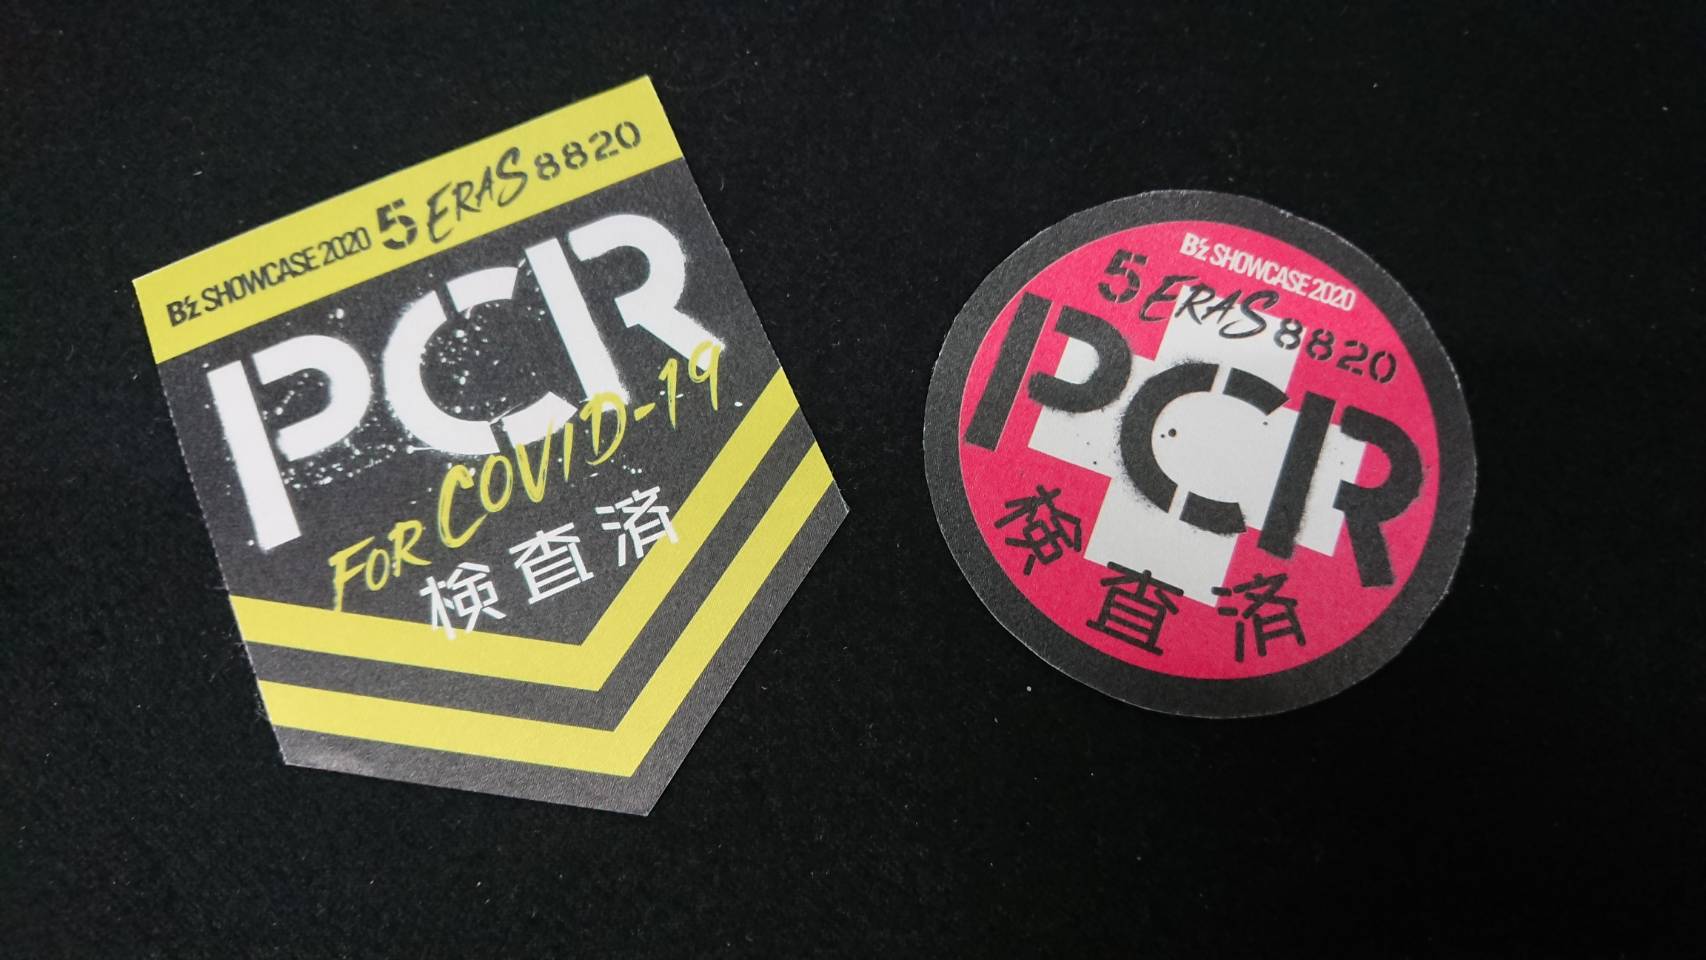 B'z SHOWCASE 2020 5 ERAS 8820
PCR
FOR COVID-19
検査済
B'z SHOWCASE 2020
5 ERAS 8820
PCR
検査済